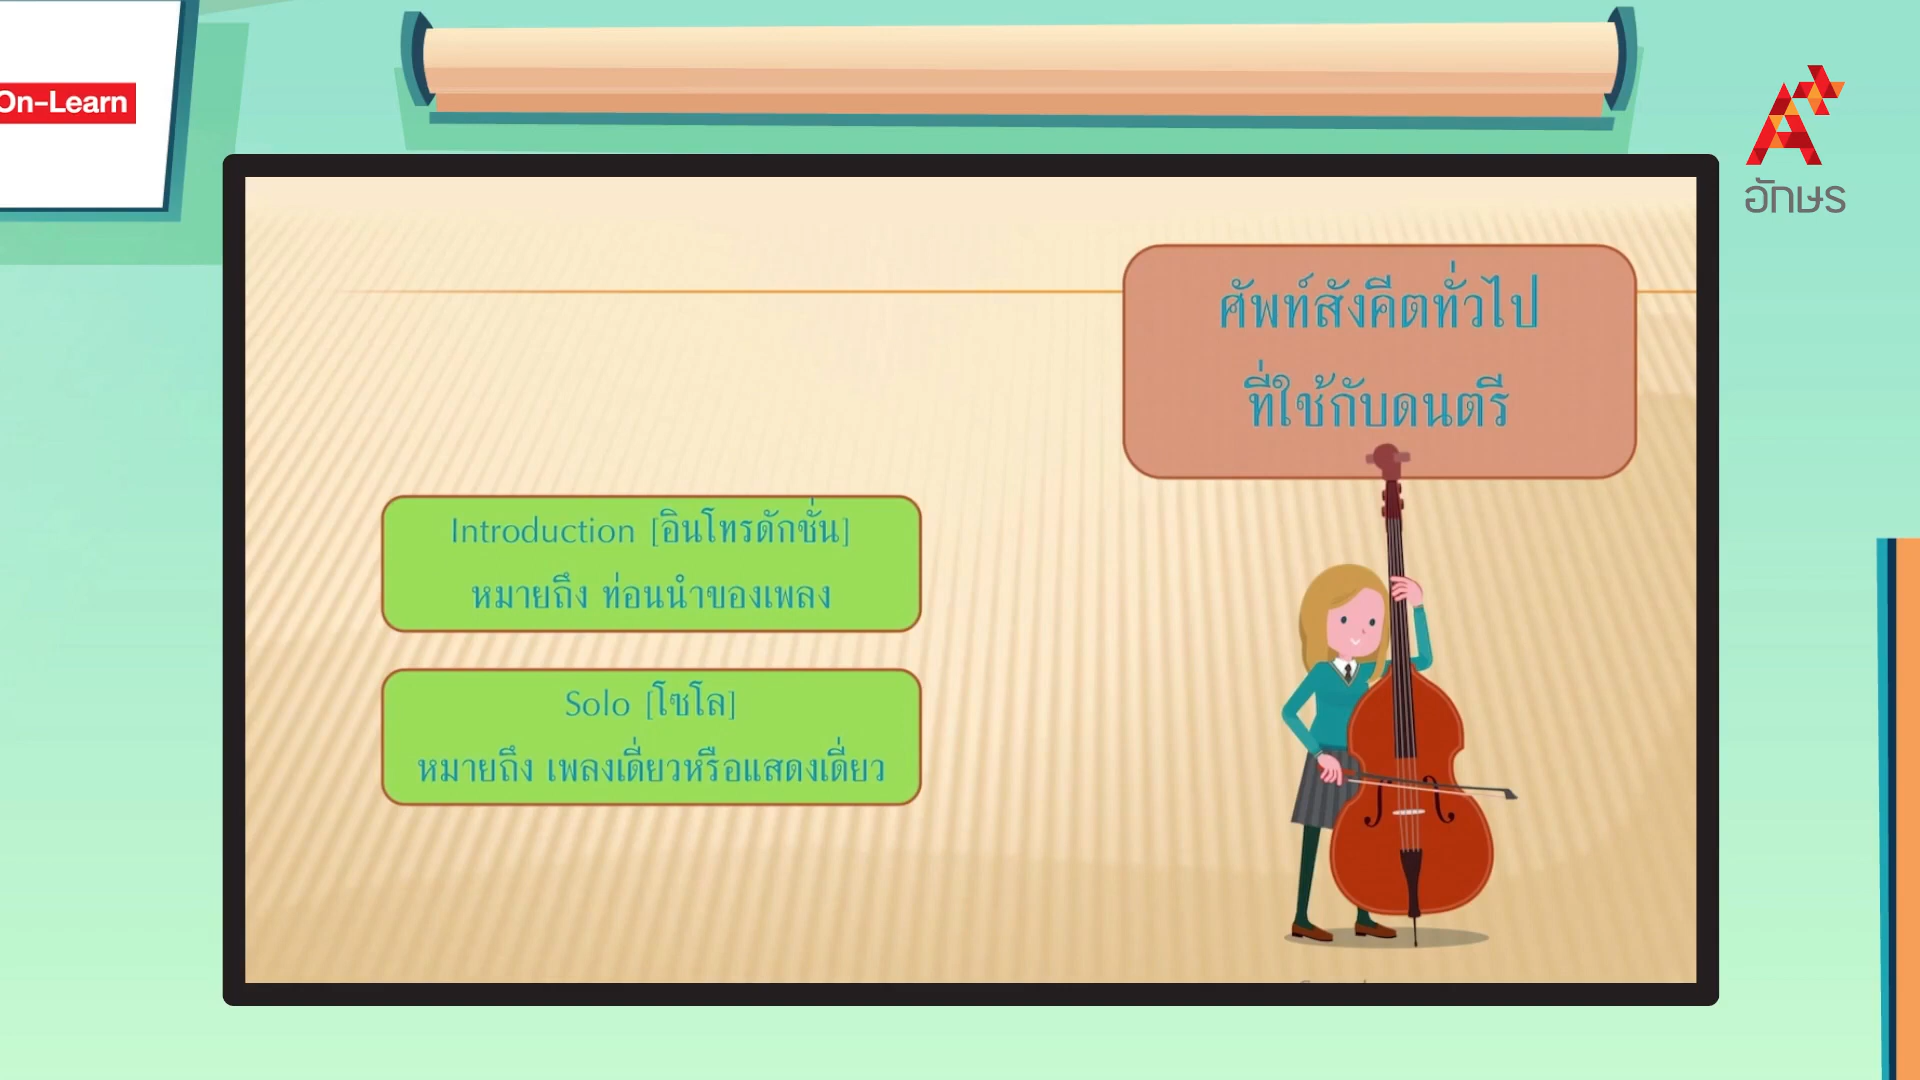 On-Learn
อักษร
ศัพท์สังคีตทั่วไป
ที่ใช้กับดนตรี
Introduction [อินโทรดักชั่น]
หมายถึง ท่อนนำของเพลง
Solo [โซโล]
หมายถึง เพลงเดี่ยวหรือแสดงเดี่ยว